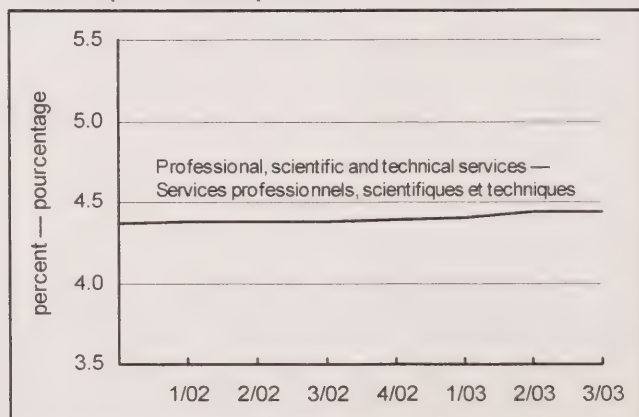 5.5
5.0
Professional, scientific and technical services —
Services professionnels, scientifiques et techniques
4.5
4.0
3.5
percent — pourcentage
1/02 2/02 3/02 4/02 1/03 2/03 3/03